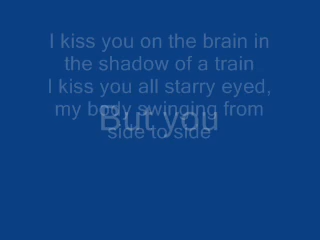 I kiss you on the brain in
the shadow of a train
I kiss you all starry eyed,
my body swinging from
side to side
But you